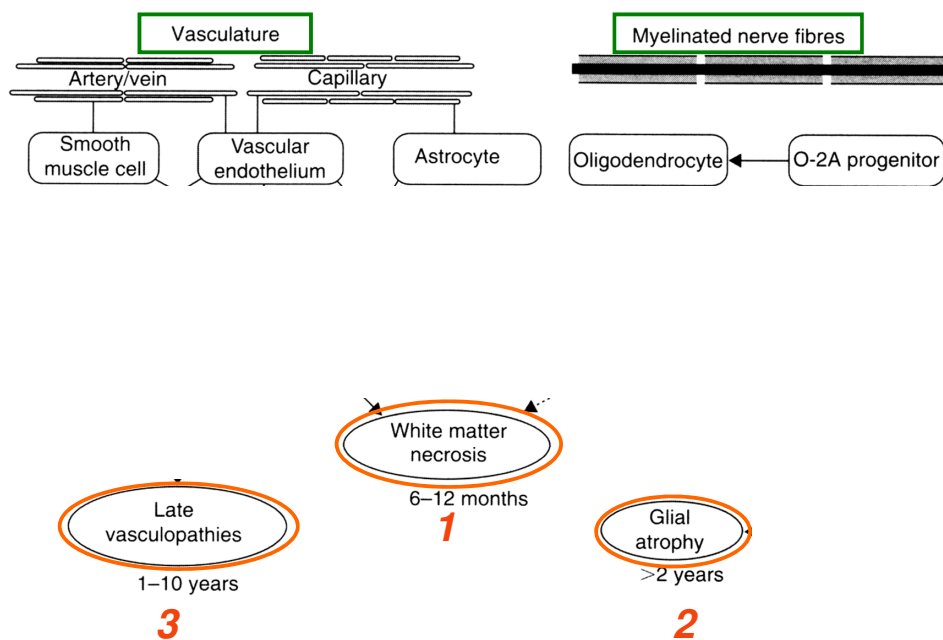 Vasculature
Myelinated nerve fibres
Artery/vein
Capillary
Smooth
muscle cell
Vascular
endothelium
Astrocyte
Oligodendrocyte
O-2A progenitor
White matter
necrosis
6–12 months
1
Late
vasculopathies
1–10 years
3
Glial
atrophy
>2 years
2